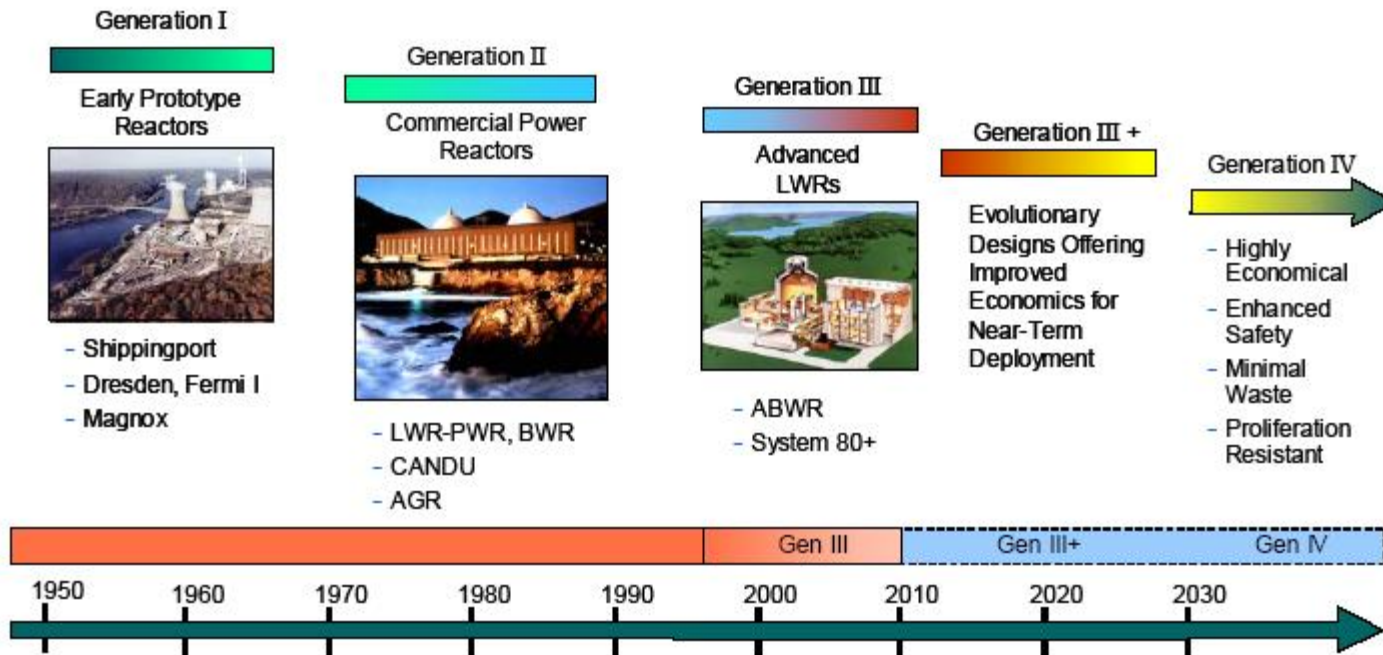 Generation I
Early Prototype
Reactors
- Shippingport
- Dresden, Fermi I
- Magnox
Generation II
Commercial Power
Reactors
- LWR-PWR, BWR
- CANDU
- AGR
Generation III
Advanced
LWRs
- ABWR
- System 80+
Generation III +
Evolutionary
Designs Offering
Improved
Economics for
Near-Term
Deployment
Generation IV
- Highly
Economical
- Enhanced
Safety
- Minimal
Waste
- Proliferation
Resistant
Gen III
Gen III+
Gen IV
1950
1960
1970
1980
1990
2000
2010
2020
2030